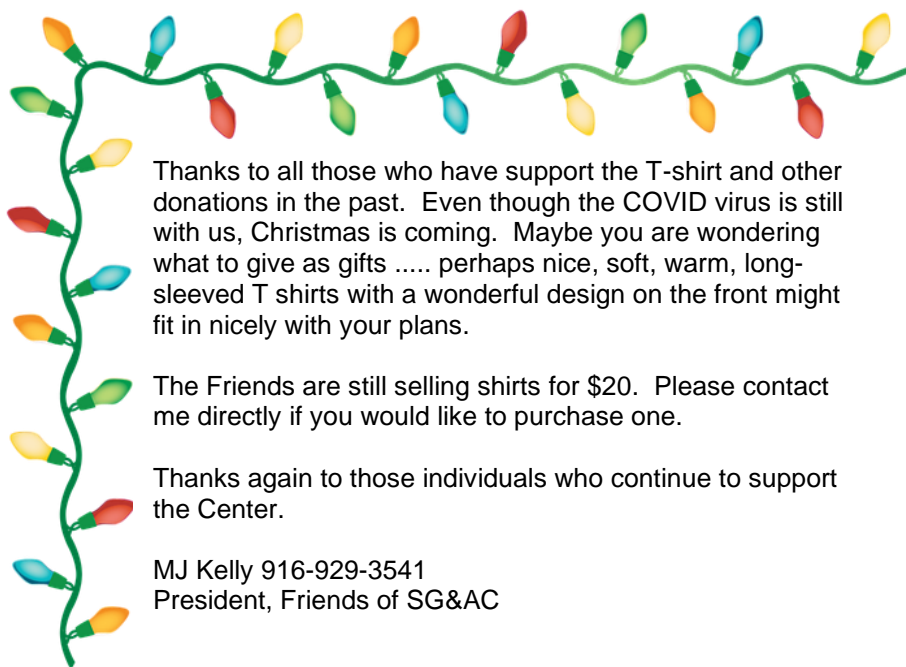 Thanks to all those who have support the T-shirt and other
donations in the past.  Even though the COVID virus is still
with us, Christmas is coming.  Maybe you are wondering
what to give as gifts ..... perhaps nice, soft, warm, long-
sleeved T shirts with a wonderful design on the front might
fit in nicely with your plans.
The Friends are still selling shirts for $20.  Please contact
me directly if you would like to purchase one.
Thanks again to those individuals who continue to support
the Center.
MJ Kelly 916-929-3541
President, Friends of SG&AC